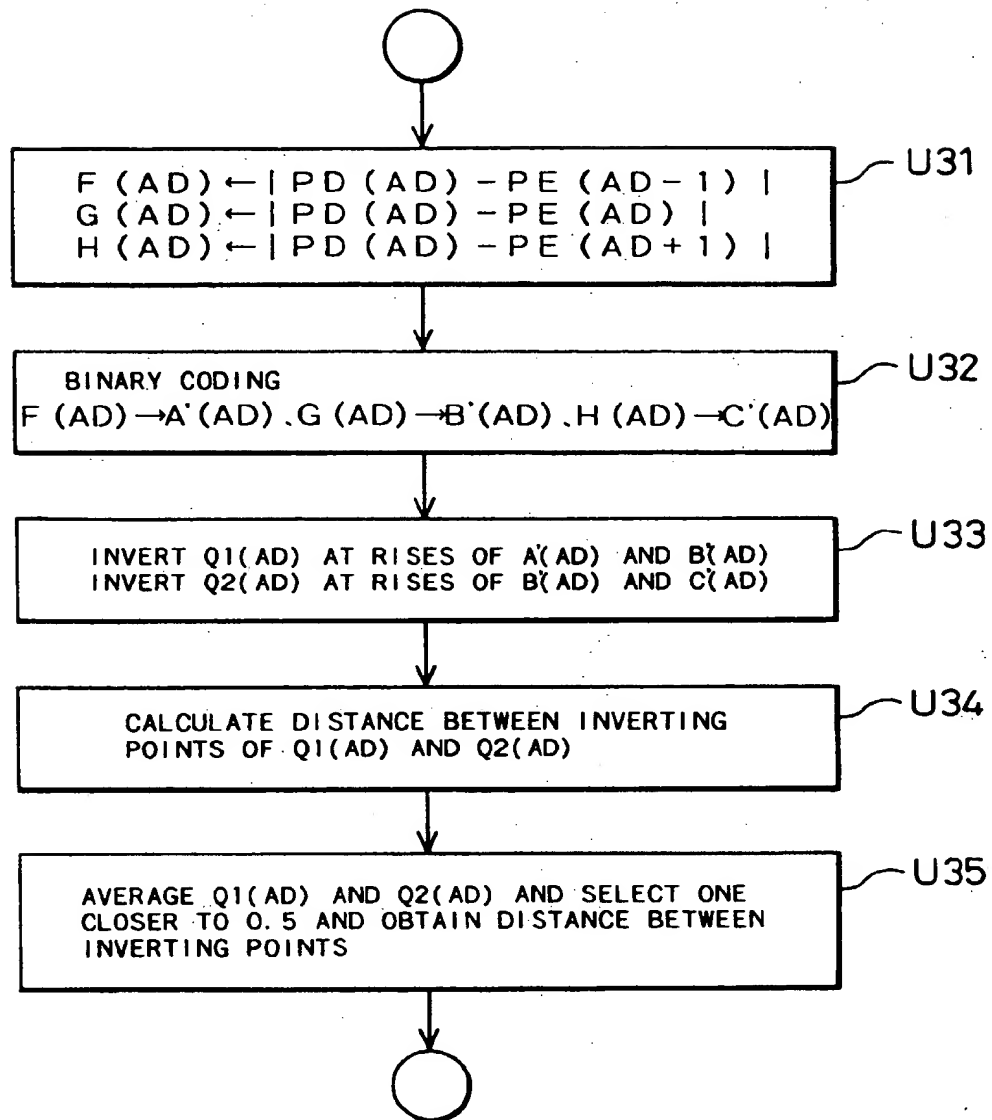 F (AD) ← | PD (AD) − PE (AD−1) |
G (AD) ← | PD (AD) − PE (AD) |
H (AD) ← | PD (AD) − PE (AD+1) |
U31
BINARY CODING
F (AD) → A' (AD) . G (AD) → B' (AD) . H (AD) → C' (AD)
U32
INVERT Q1(AD) AT RISES OF A'(AD) AND B'(AD)
INVERT Q2(AD) AT RISES OF B'(AD) AND C'(AD)
U33
CALCULATE DISTANCE BETWEEN INVERTING
POINTS OF Q1(AD) AND Q2(AD)
U34
AVERAGE Q1(AD) AND Q2(AD) AND SELECT ONE
CLOSER TO 0.5 AND OBTAIN DISTANCE BETWEEN
INVERTING POINTS
U35